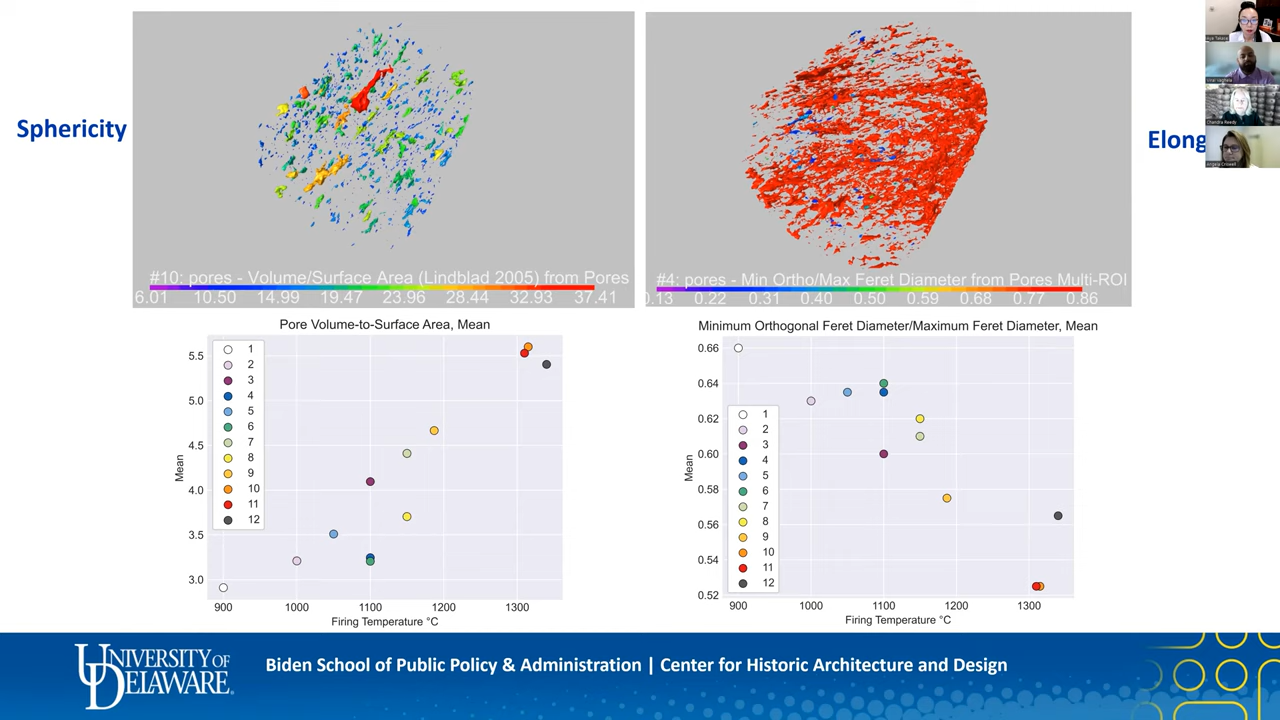 Sphericity
Elong
#10: pores - Volume/Surface Area (Lindblad 2005) from Pores
6.01 10.50 14.99 19.47 23.96 28.44 32.93 37.41
#4: pores - Min Ortho/Max Feret Diameter from Pores Multi-ROI
0.13 0.22 0.31 0.40 0.50 0.59 0.68 0.77 0.86
Pore Volume-to-Surface Area, Mean
5.5
5.0
4.5
4.0
3.5
3.0
Mean
1
2
3
4
5
6
7
8
9
10
11
12
900 1000 1100 1200 1300
Firing Temperature °C
Minimum Orthogonal Feret Diameter/Maximum Feret Diameter, Mean
0.66
0.64
0.62
0.60
0.58
0.56
0.54
0.52
Mean
1
2
3
4
5
6
7
8
9
10
11
12
900 1000 1100 1200 1300
Firing Temperature °C
UNIVERSITY OF
DELAWARE.
Biden School of Public Policy & Administration | Center for Historic Architecture and Design
Chandra Reedy